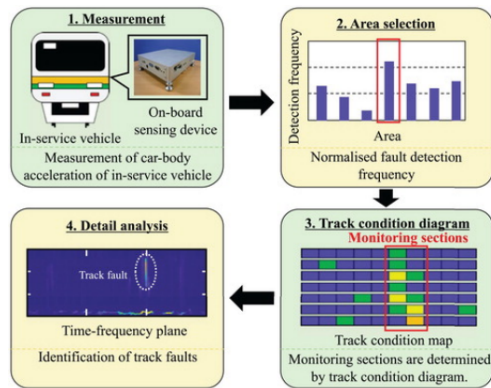 1. Measurement
On-board
sensing device
In-service vehicle
Measurement of car-body
acceleration of in-service vehicle
2. Area selection
Detection frequency
Area
Normalised fault detection
frequency
3. Track condition diagram
Monitoring sections
Track condition map
Monitoring sections are determined
by track condition diagram.
4. Detail analysis
Track fault
Time-frequency plane
Identification of track faults